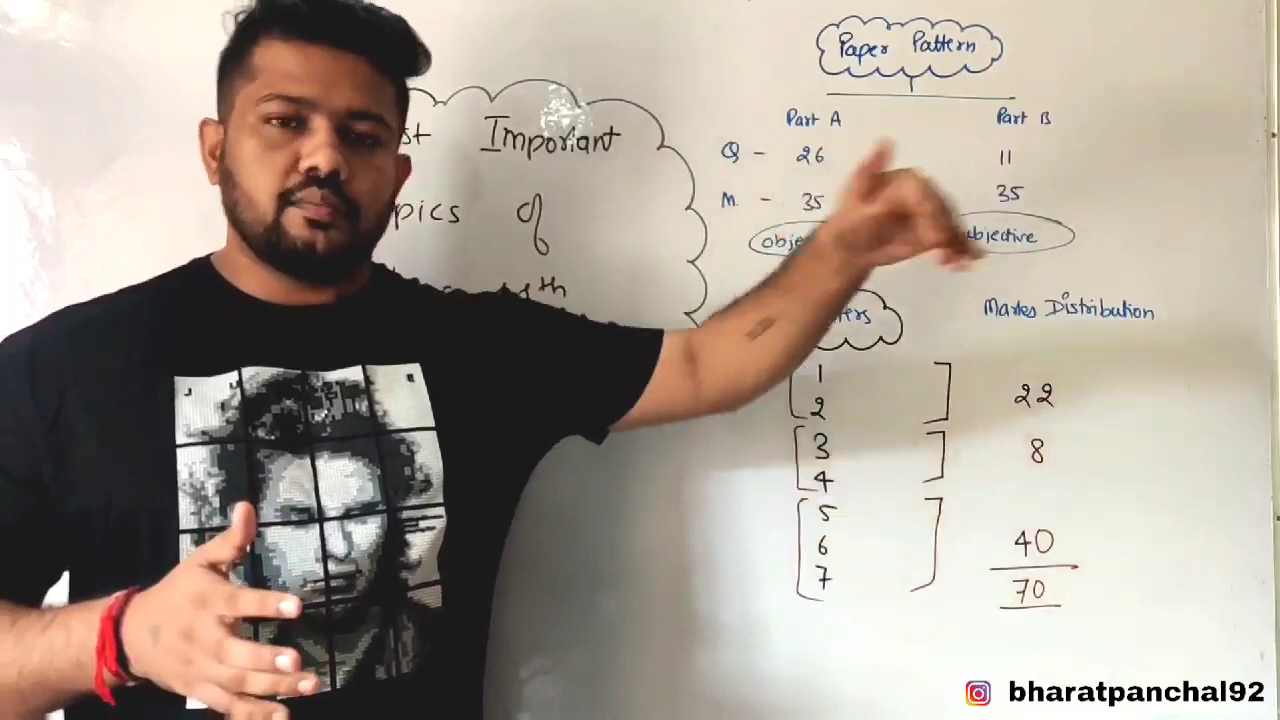 Important
of
Paper Pattern
Part A Part B
Q - 26 11
M - 35 35
Marks Distribution
1
2 22
3 8
4
5
6 40
7 70
bharatpanchal92